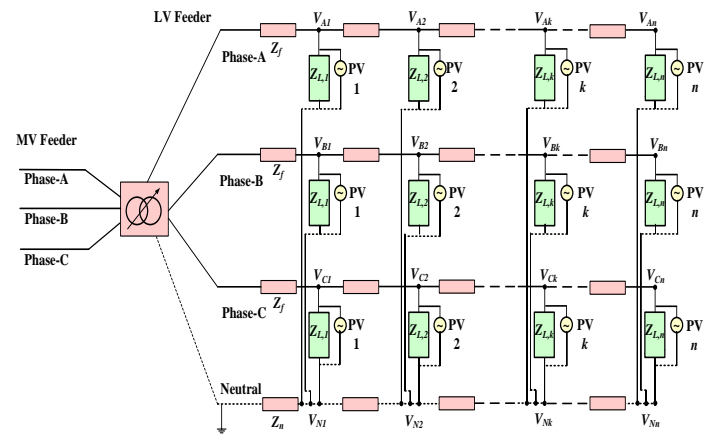 LV Feeder
V_A1 V_A2 V_Ak V_An
Phase-A Z_f
Z_L,1 PV 1 Z_L,2 PV 2 Z_L,k PV k Z_L,n PV n
MV Feeder
Phase-A
Phase-B
Phase-C
V_B1 V_B2 V_Bk V_Bn
Phase-B Z_f
Z_L,1 PV 1 Z_L,2 PV 2 Z_L,k PV k Z_L,n PV n
V_C1 V_C2 V_Ck V_Cn
Phase-C Z_f
Z_L,1 PV 1 Z_L,2 PV 2 Z_L,k PV k Z_L,n PV n
Neutral
Z_n V_N1 V_N2 V_Nk V_Nn